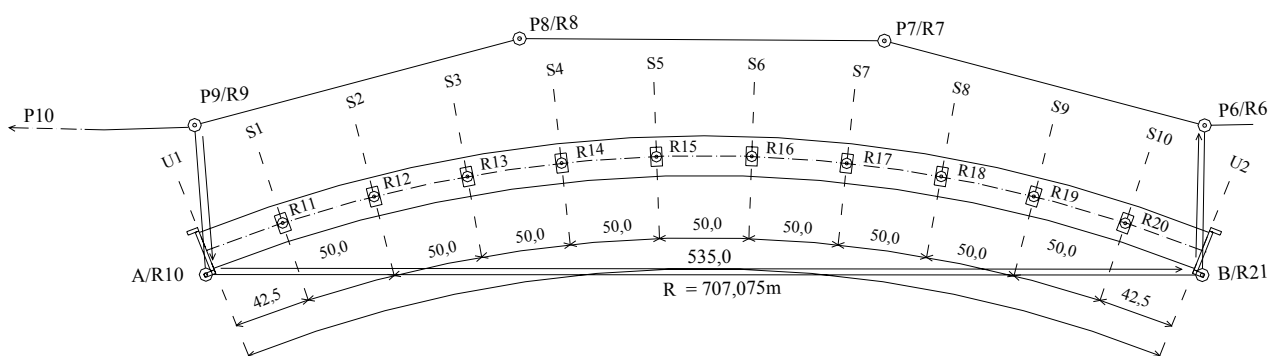 P8/R8
P7/R7
P9/R9
P6/R6
P10
U1
S1
S2
S3
S4
S5
S6
S7
S8
S9
S10
U2
R11
R12
R13
R14
R15
R16
R17
R18
R19
R20
42,5
50,0
50,0
50,0
50,0
50,0
50,0
50,0
50,0
50,0
42,5
535,0
A/R10
B/R21
R = 707,075m